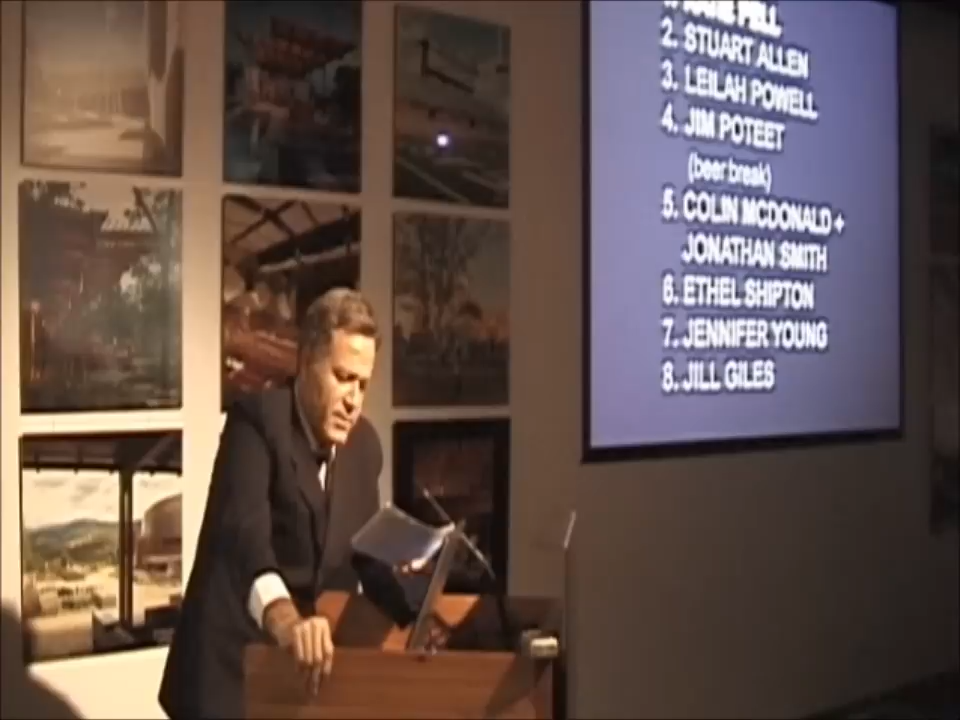 FELL
2. STUART ALLEN
3. LEILAH POWELL
4. JIM POTEET
(beer break)
5. COLIN MCDONALD +
JONATHAN SMITH
6. ETHEL SHIPTON
7. JENNIFER YOUNG
8. JILL GILES